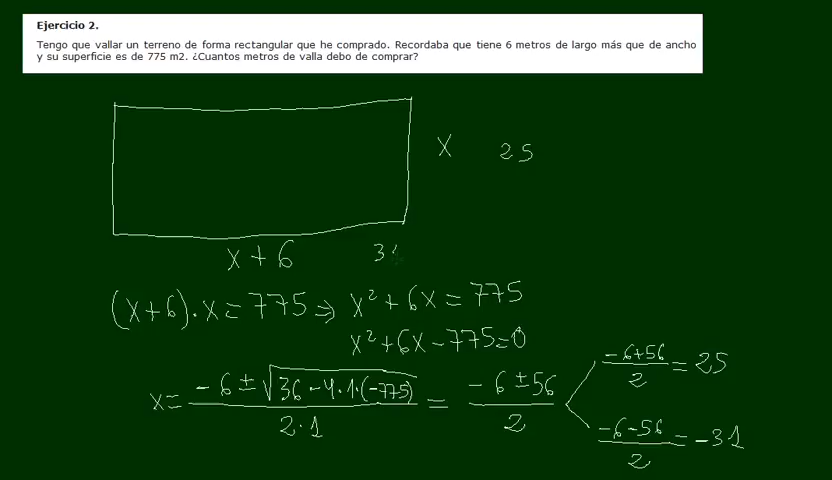 Ejercicio 2.
Tengo que vallar un terreno de forma rectangular que he comprado. Recordaba que tiene 6 metros de largo más que de ancho
y su superficie es de 775 m2. ¿Cuantos metros de valla debo de comprar?
x 25
x + 6 31
(x+6)·x = 775 ⇒ x² + 6x = 775
x² + 6x - 775 = 0
x = (-6 ± √(36 - 4·1·(-775))) / (2·1) = (-6 ± 56) / 2
(-6+56) / 2 = 25
(-6-56) / 2 = -31